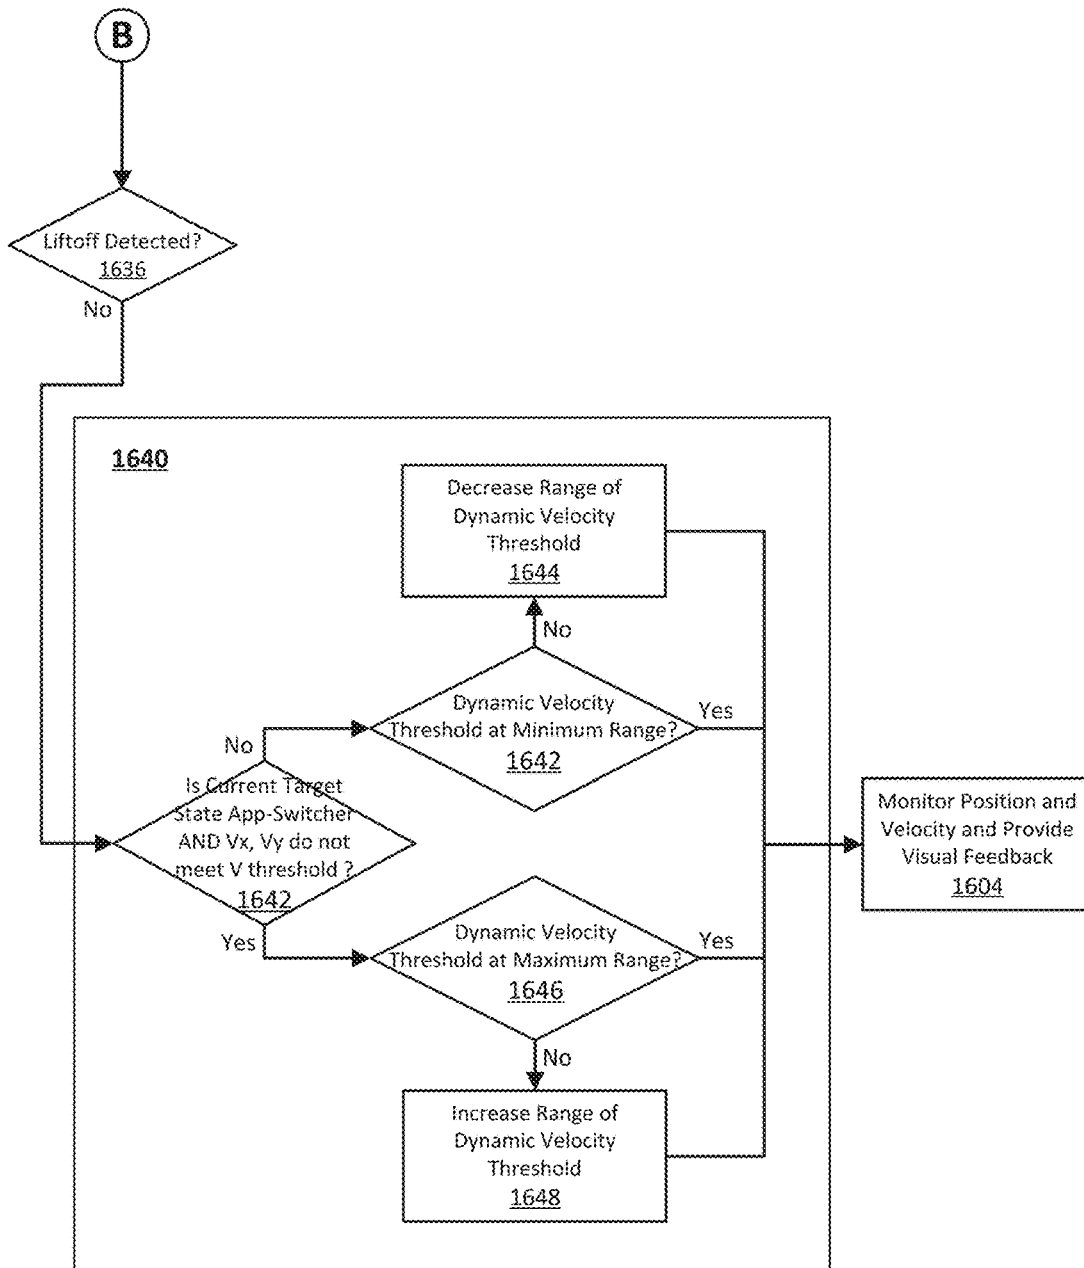 B
Liftoff Detected?
1636
No
1640
Decrease Range of
Dynamic Velocity
Threshold
1644
No
Dynamic Velocity
Threshold at Minimum Range?
1642
Yes
No
Is Current Target
State App-Switcher
AND Vx, Vy do not
meet V threshold ?
1642
Yes
Monitor Position and
Velocity and Provide
Visual Feedback
1604
Dynamic Velocity
Threshold at Maximum Range?
1646
Yes
No
Increase Range of
Dynamic Velocity
Threshold
1648